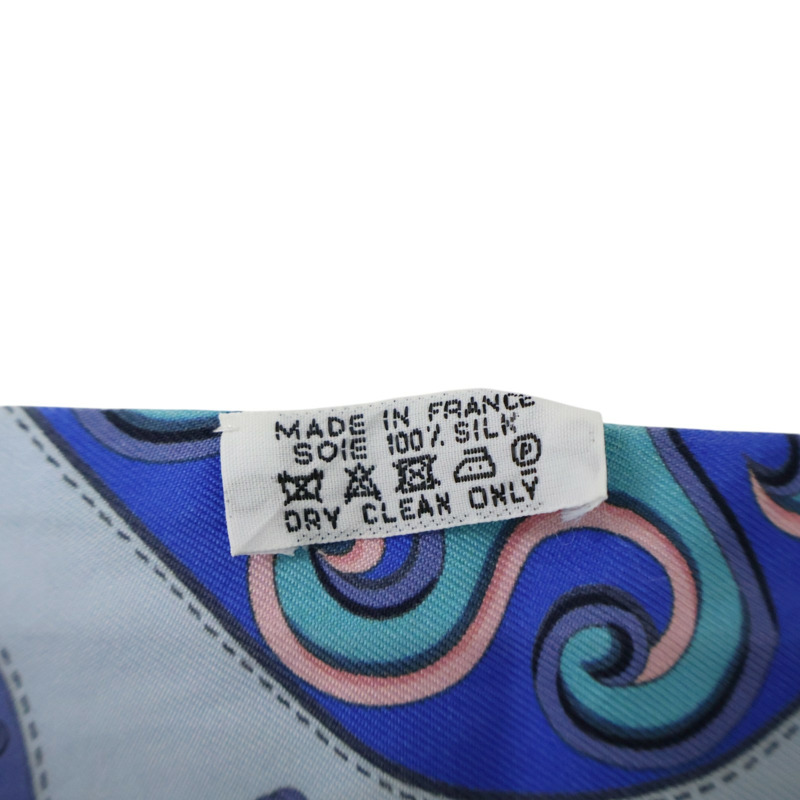 MADE IN FRANCE
SOIE 100% SILK
P
DRY CLEAN ONLY